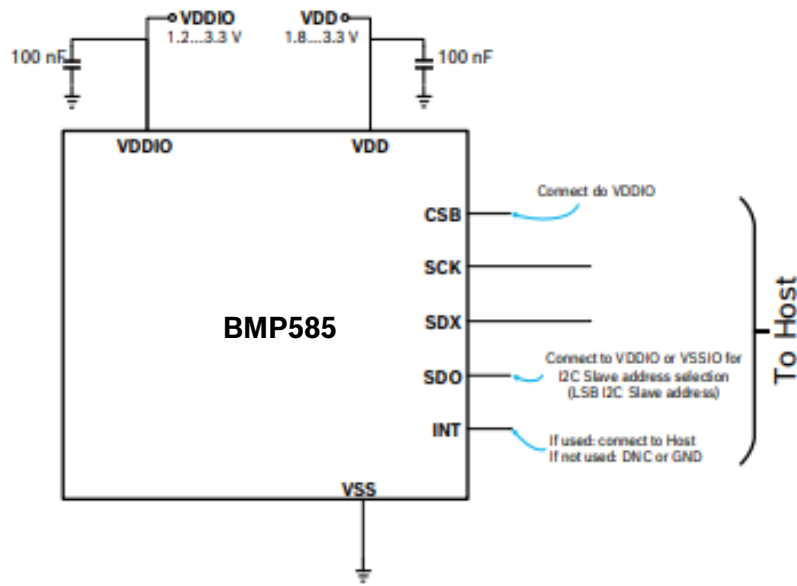 VDDIO
1.2...3.3 V
VDD
1.8...3.3 V
100 nF
100 nF
VDDIO
VDD
CSB
Connect do VDDIO
SCK
BMP585
SDX
SDO
Connect to VDDIO or VSSIO for
I2C Slave address selection
(LSB I2C Slave address)
INT
If used: connect to Host
If not used: DNC or GND
To Host
VSS